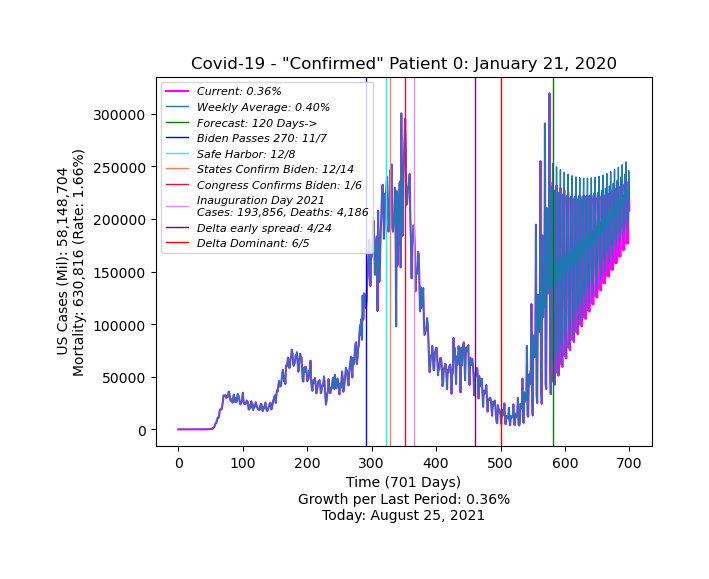 Covid-19 - "Confirmed" Patient 0: January 21, 2020
Current: 0.36%
Weekly Average: 0.40%
Forecast: 120 Days->
Biden Passes 270: 11/7
Safe Harbor: 12/8
States Confirm Biden: 12/14
Congress Confirms Biden: 1/6
Inauguration Day 2021
Cases: 193,856, Deaths: 4,186
Delta early spread: 4/24
Delta Dominant: 6/5
US Cases (Mil): 58,148,704
Mortality: 630,816 (Rate: 1.66%)
300000
250000
200000
150000
100000
50000
0
0 100 200 300 400 500 600 700
Time (701 Days)
Growth per Last Period: 0.36%
Today: August 25, 2021